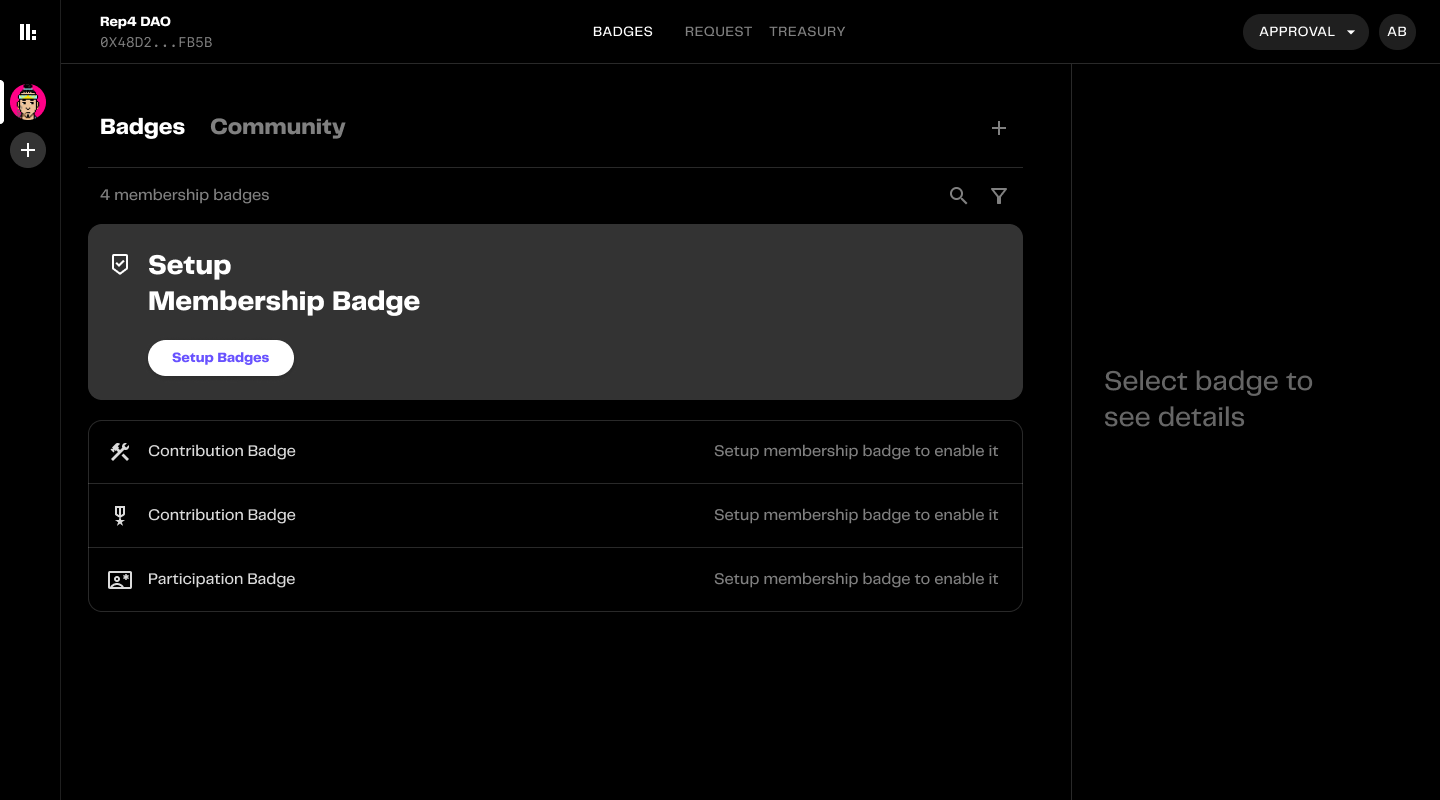 Rep4 DAO
0X48D2...FB5B
BADGES
REQUEST
TREASURY
APPROVAL
AB
Badges
Community
4 membership badges
Setup
Membership Badge
Setup Badges
Contribution Badge
Setup membership badge to enable it
Contribution Badge
Setup membership badge to enable it
Participation Badge
Setup membership badge to enable it
Select badge to
see details